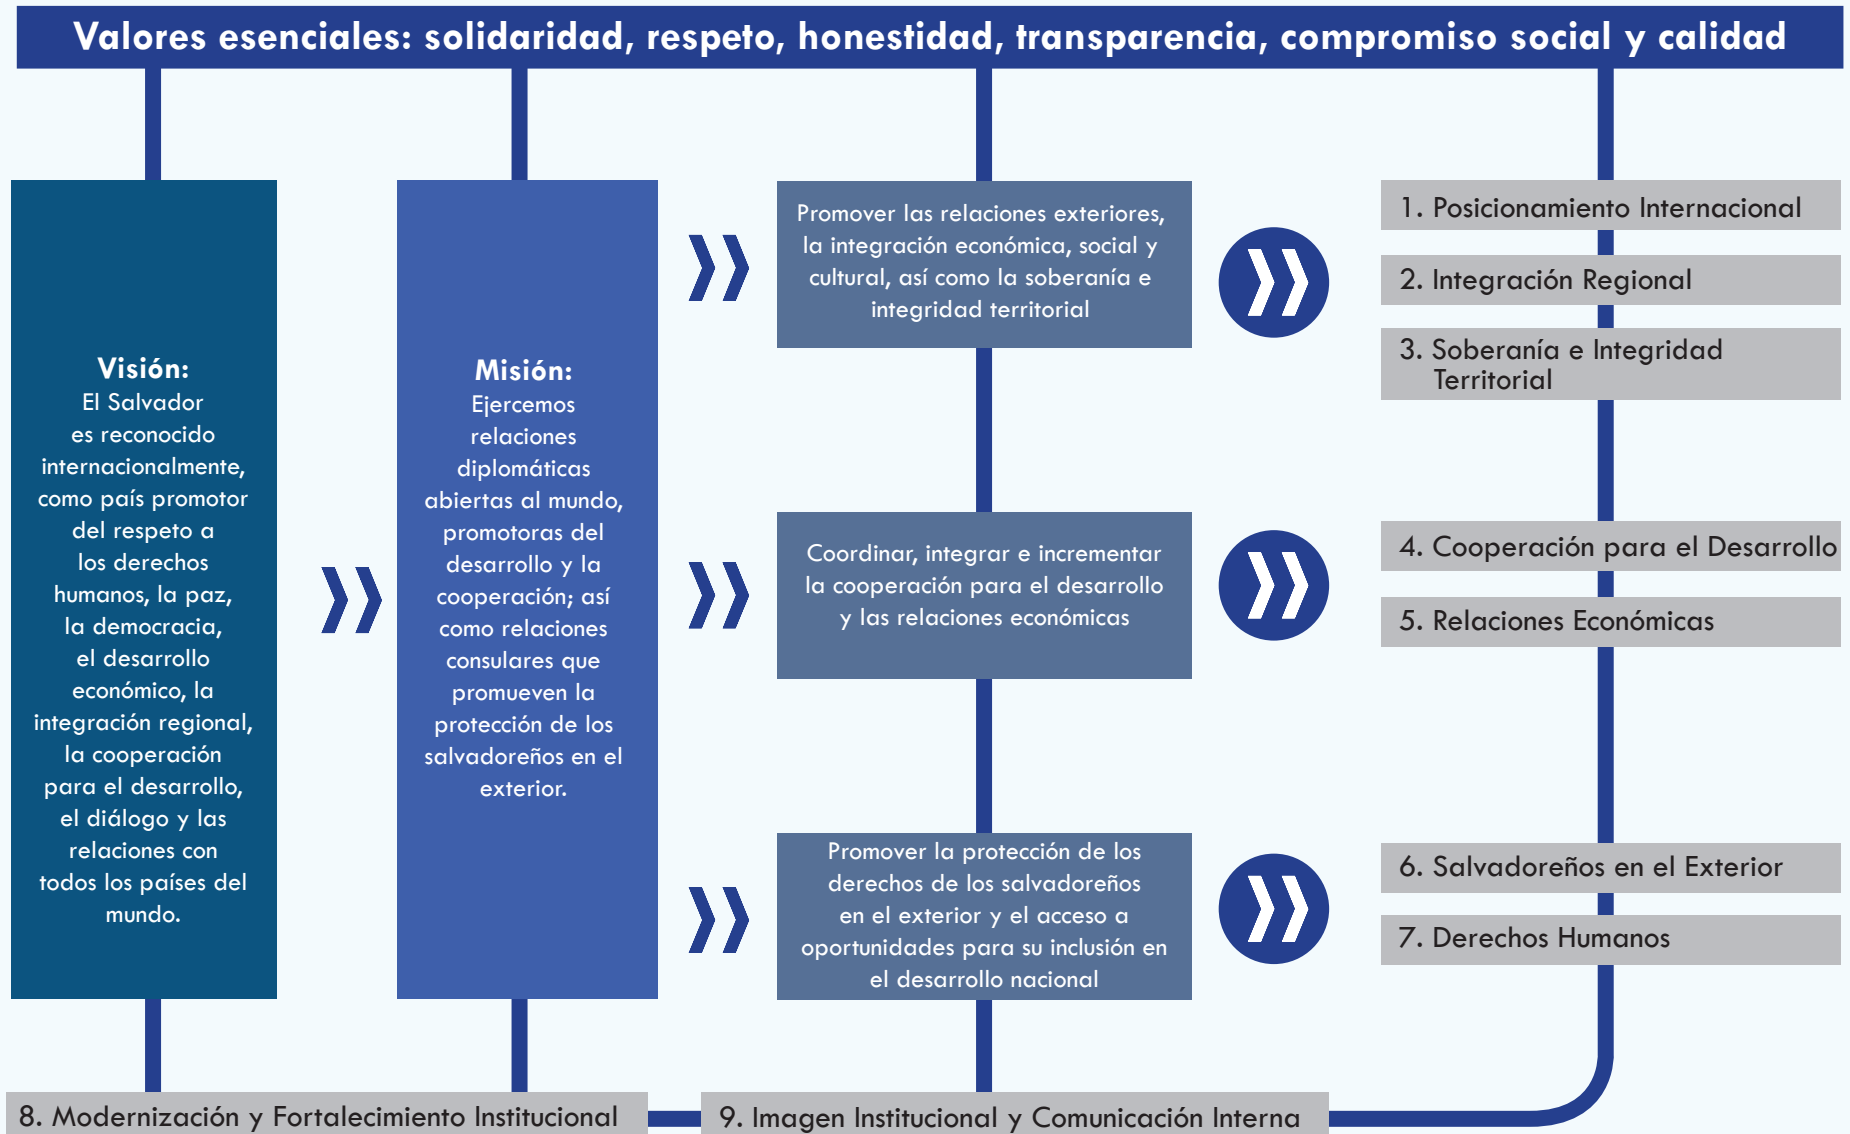 Valores esenciales: solidaridad, respeto, honestidad, transparencia, compromiso social y calidad
Visión:
El Salvador
es reconocido
internacionalmente,
como país promotor
del respeto a
los derechos
humanos, la paz,
la democracia,
el desarrollo
económico, la
integración regional,
la cooperación
para el desarrollo,
el diálogo y las
relaciones con
todos los países del
mundo.
Misión:
Ejercemos
relaciones
diplomáticas
abiertas al mundo,
promotoras del
desarrollo y la
cooperación; así
como relaciones
consulares que
promueven la
protección de los
salvadoreños en el
exterior.
Promover las relaciones exteriores,
la integración económica, social y
cultural, así como la soberanía e
integridad territorial
Coordinar, integrar e incrementar
la cooperación para el desarrollo
y las relaciones económicas
Promover la protección de los
derechos de los salvadoreños
en el exterior y el acceso a
oportunidades para su inclusión en
el desarrollo nacional
1. Posicionamiento Internacional
2. Integración Regional
3. Soberanía e Integridad
Territorial
4. Cooperación para el Desarrollo
5. Relaciones Económicas
6. Salvadoreños en el Exterior
7. Derechos Humanos
8. Modernización y Fortalecimiento Institucional
9. Imagen Institucional y Comunicación Interna